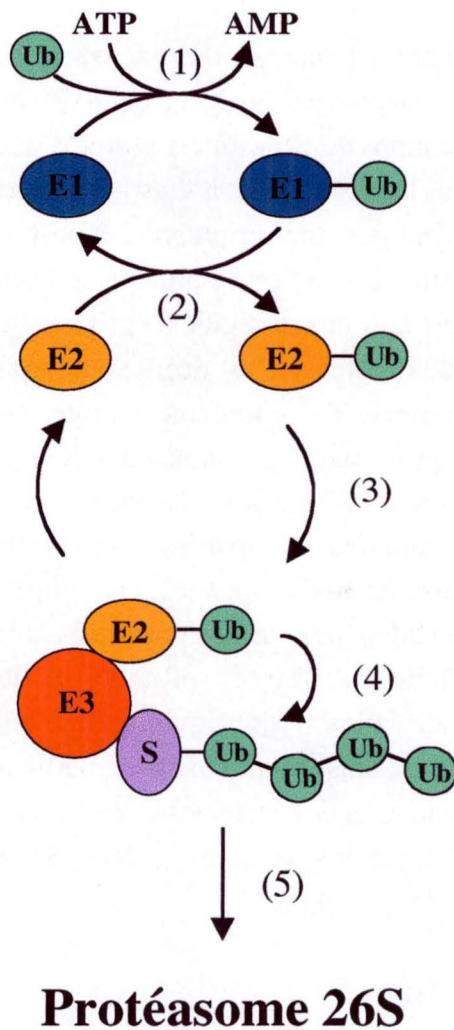 ATP AMP
Ub (1)
E1 E1 Ub
(2)
E2 E2 Ub
(3)
E2 Ub
(4)
E3
S Ub Ub Ub Ub
(5)
Protéasome 26S